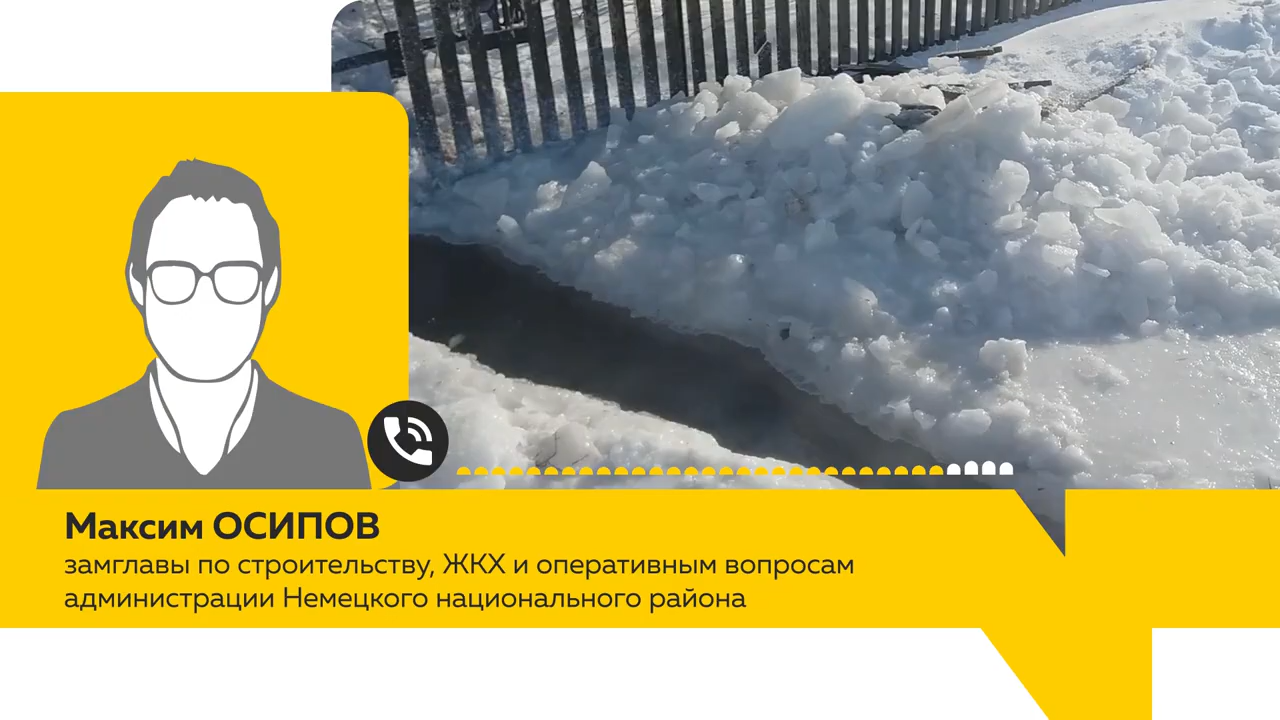 Максим ОСИПОВ
замглавы по строительству, ЖКХ и оперативным вопросам
администрации Немецкого национального района